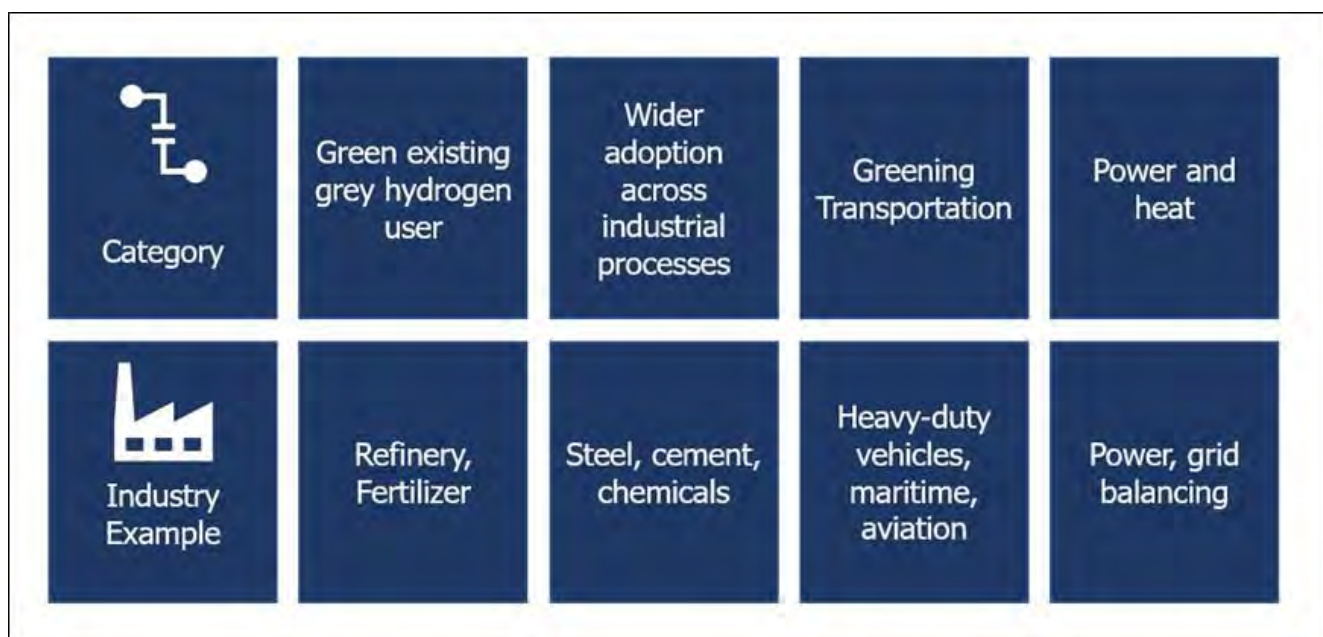 Category
Green existing
grey hydrogen
user
Wider
adoption
across
industrial
processes
Greening
Transportation
Power and
heat
Industry
Example
Refinery,
Fertilizer
Steel, cement,
chemicals
Heavy-duty
vehicles,
maritime,
aviation
Power, grid
balancing